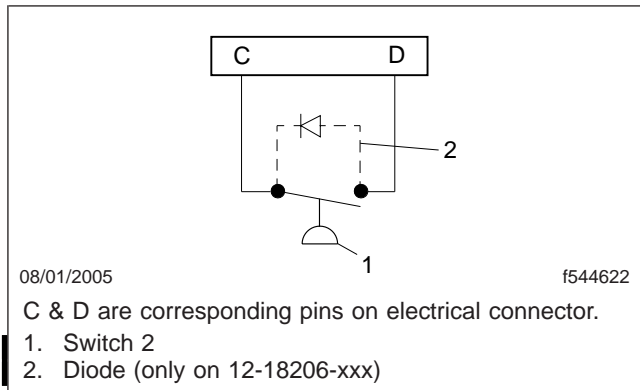 C D
2
1
08/01/2005 f544622
C & D are corresponding pins on electrical connector.
1. Switch 2
2. Diode (only on 12-18206-xxx)